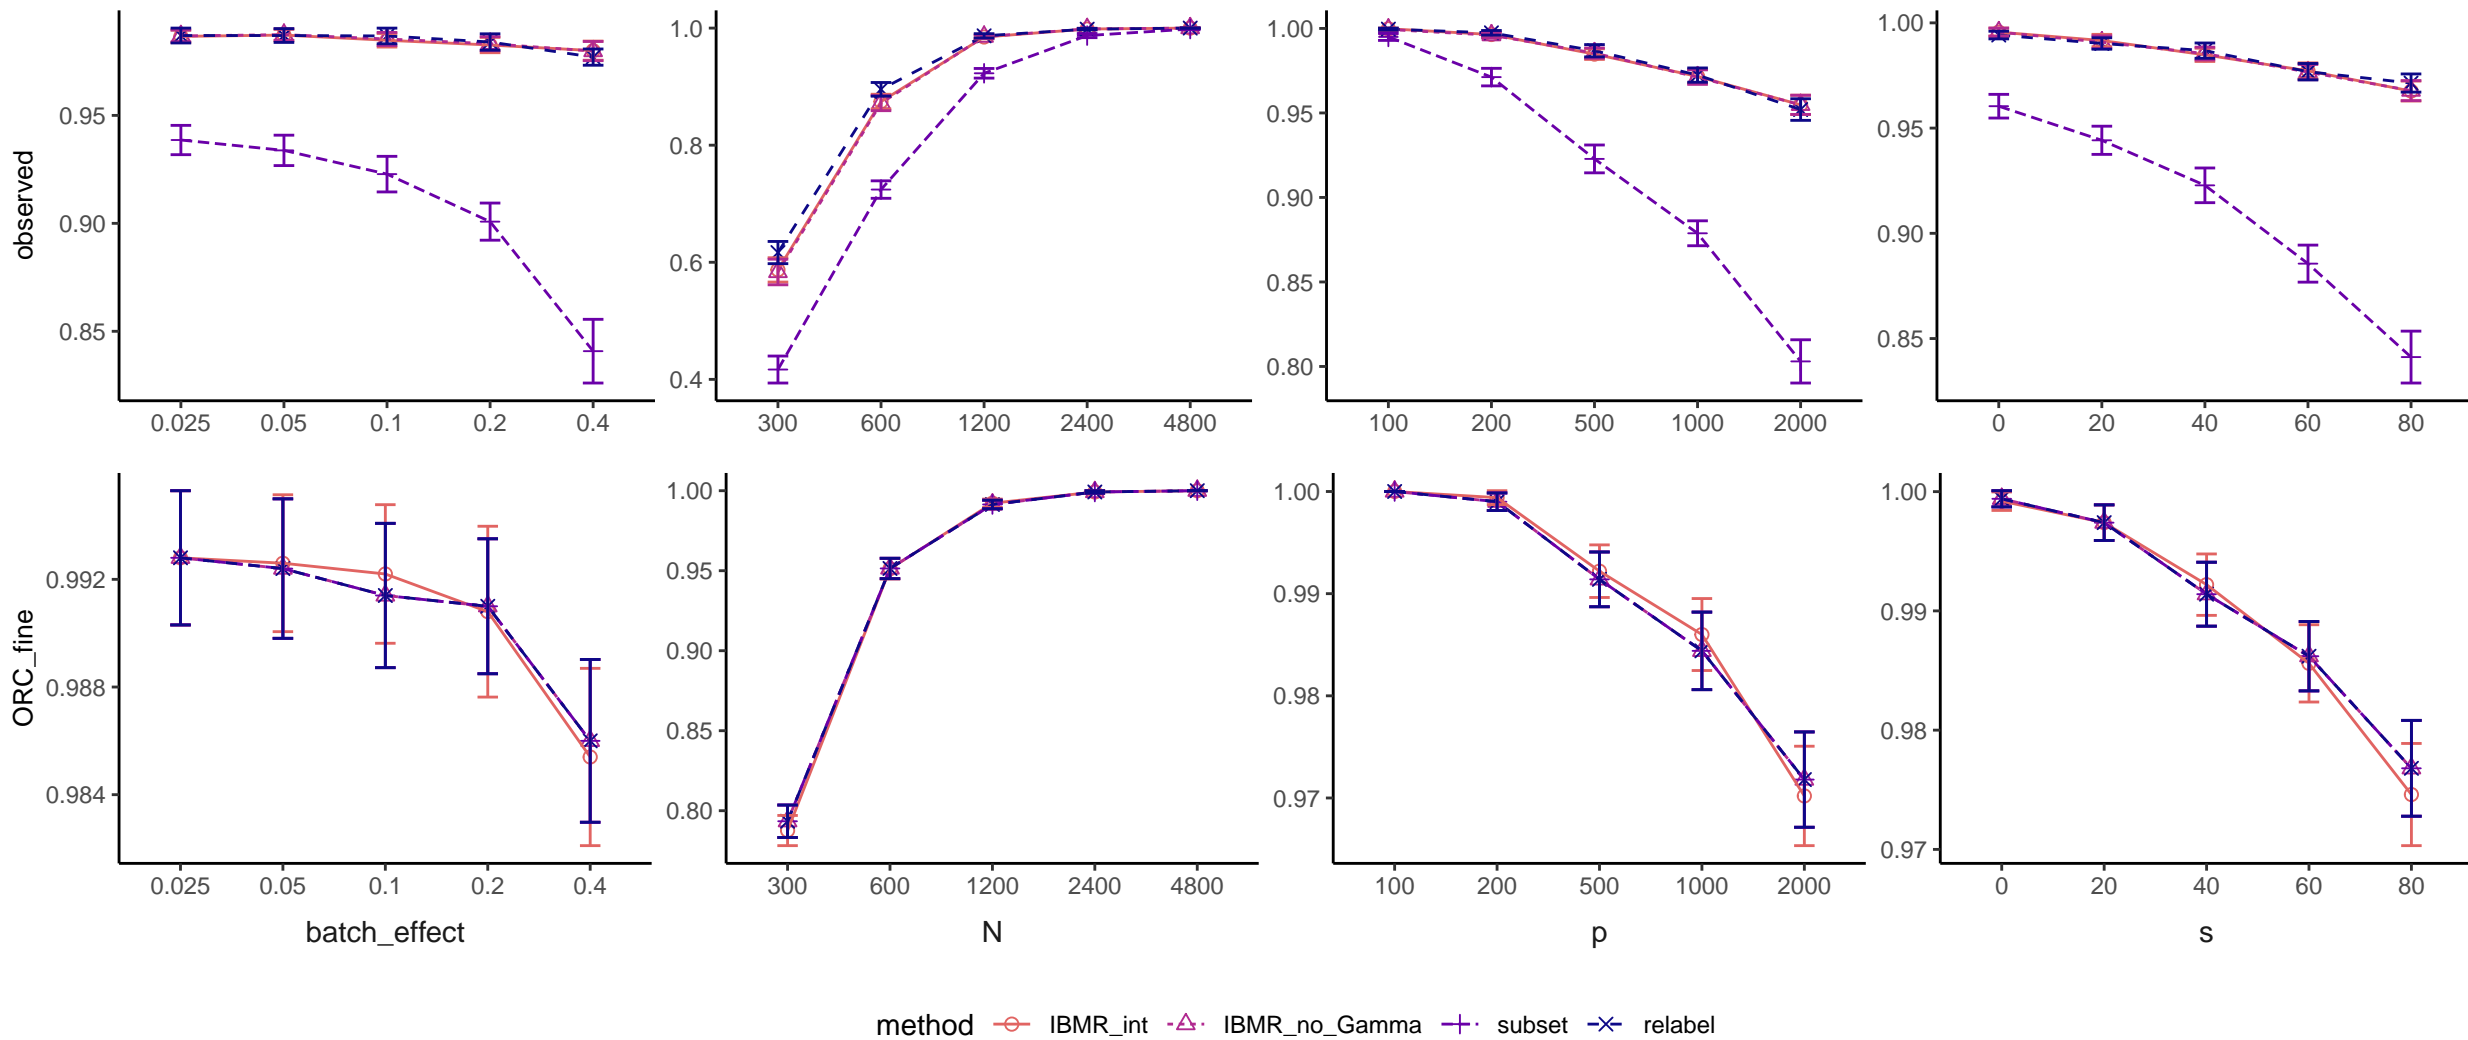 observed
0.95
0.90
0.85
0.025 0.05 0.1 0.2 0.4
1.0
0.8
0.6
0.4
300 600 1200 2400 4800
1.00
0.95
0.90
0.85
0.80
100 200 500 1000 2000
1.00
0.95
0.90
0.85
0 20 40 60 80
ORC_fine
0.992
0.988
0.984
0.025 0.05 0.1 0.2 0.4
batch_effect
1.00
0.95
0.90
0.85
0.80
300 600 1200 2400 4800
N
1.00
0.99
0.98
0.97
100 200 500 1000 2000
p
1.00
0.99
0.98
0.97
0 20 40 60 80
s
method IBMR_int IBMR_no_Gamma subset relabel